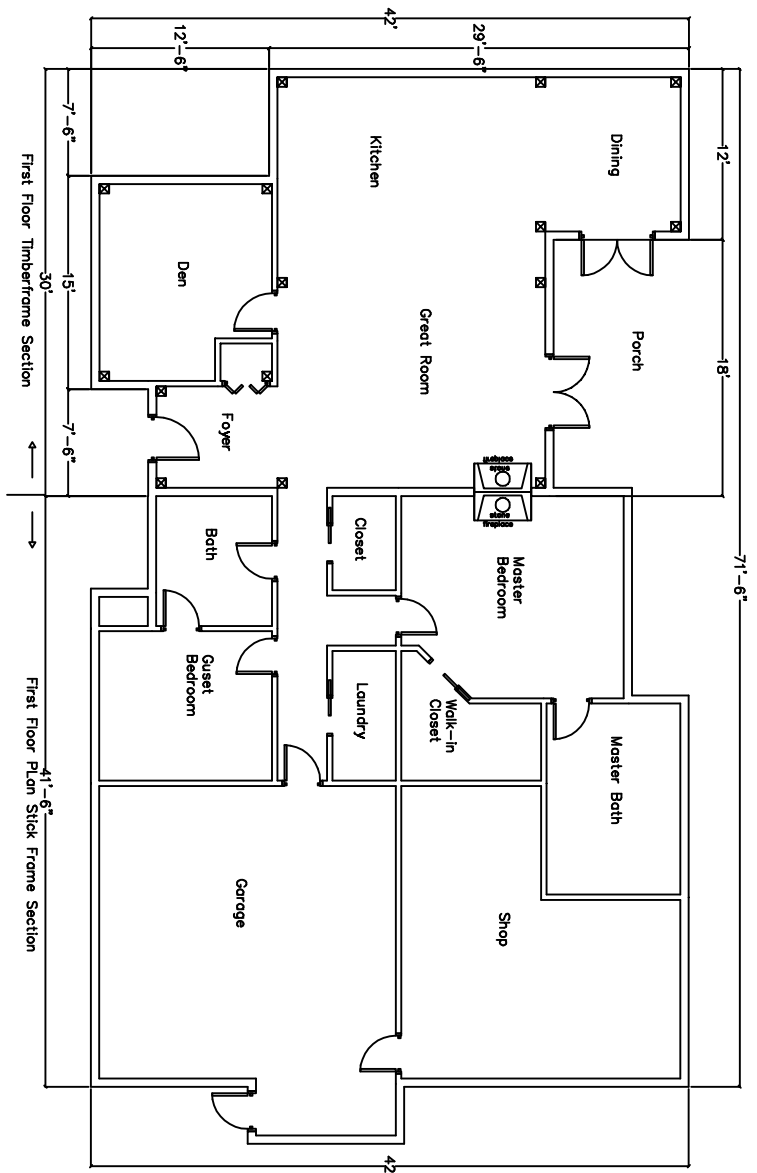 42'
12'-6"
29'-6"
7'-6"
15'
7'-6"
30'
12'
18'
71'-6"
41'-6"
42
Dining
Kitchen
Porch
Den
Great Room
Foyer
stone
fireplace
stone
fireplace
Bath
Closet
Master
Bedroom
Guset
Bedroom
Laundry
Walk-in
Closet
Master Bath
Garage
Shop
First Floor Timberframe Section
First Floor PLan Stick Frame Section